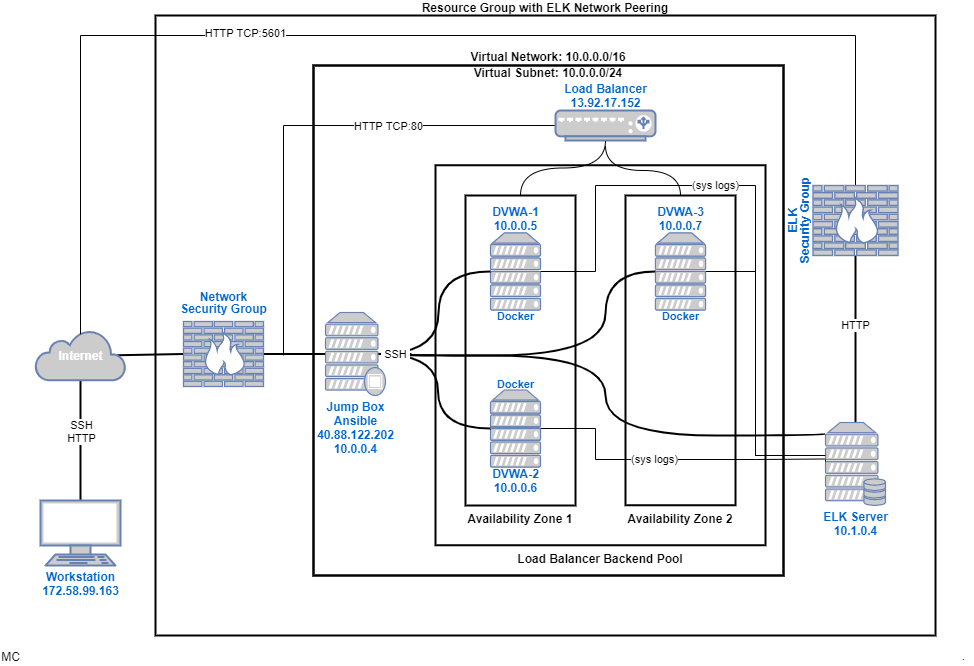 Resource Group with ELK Network Peering
HTTP TCP:5601
Virtual Network: 10.0.0.0/16
Virtual Subnet: 10.0.0.0/24
Load Balancer
13.92.17.152
HTTP TCP:80
(sys logs)
ELK
Security Group
DVWA-1
10.0.0.5
DVWA-3
10.0.0.7
Network
Security Group
Docker
Docker
HTTP
Internet
SSH
Docker
Jump Box
Ansible
40.88.122.202
10.0.0.4
SSH
HTTP
(sys logs)
DVWA-2
10.0.0.6
Availability Zone 1
Availability Zone 2
ELK Server
10.1.0.4
Load Balancer Backend Pool
Workstation
172.58.99.163
MC
.